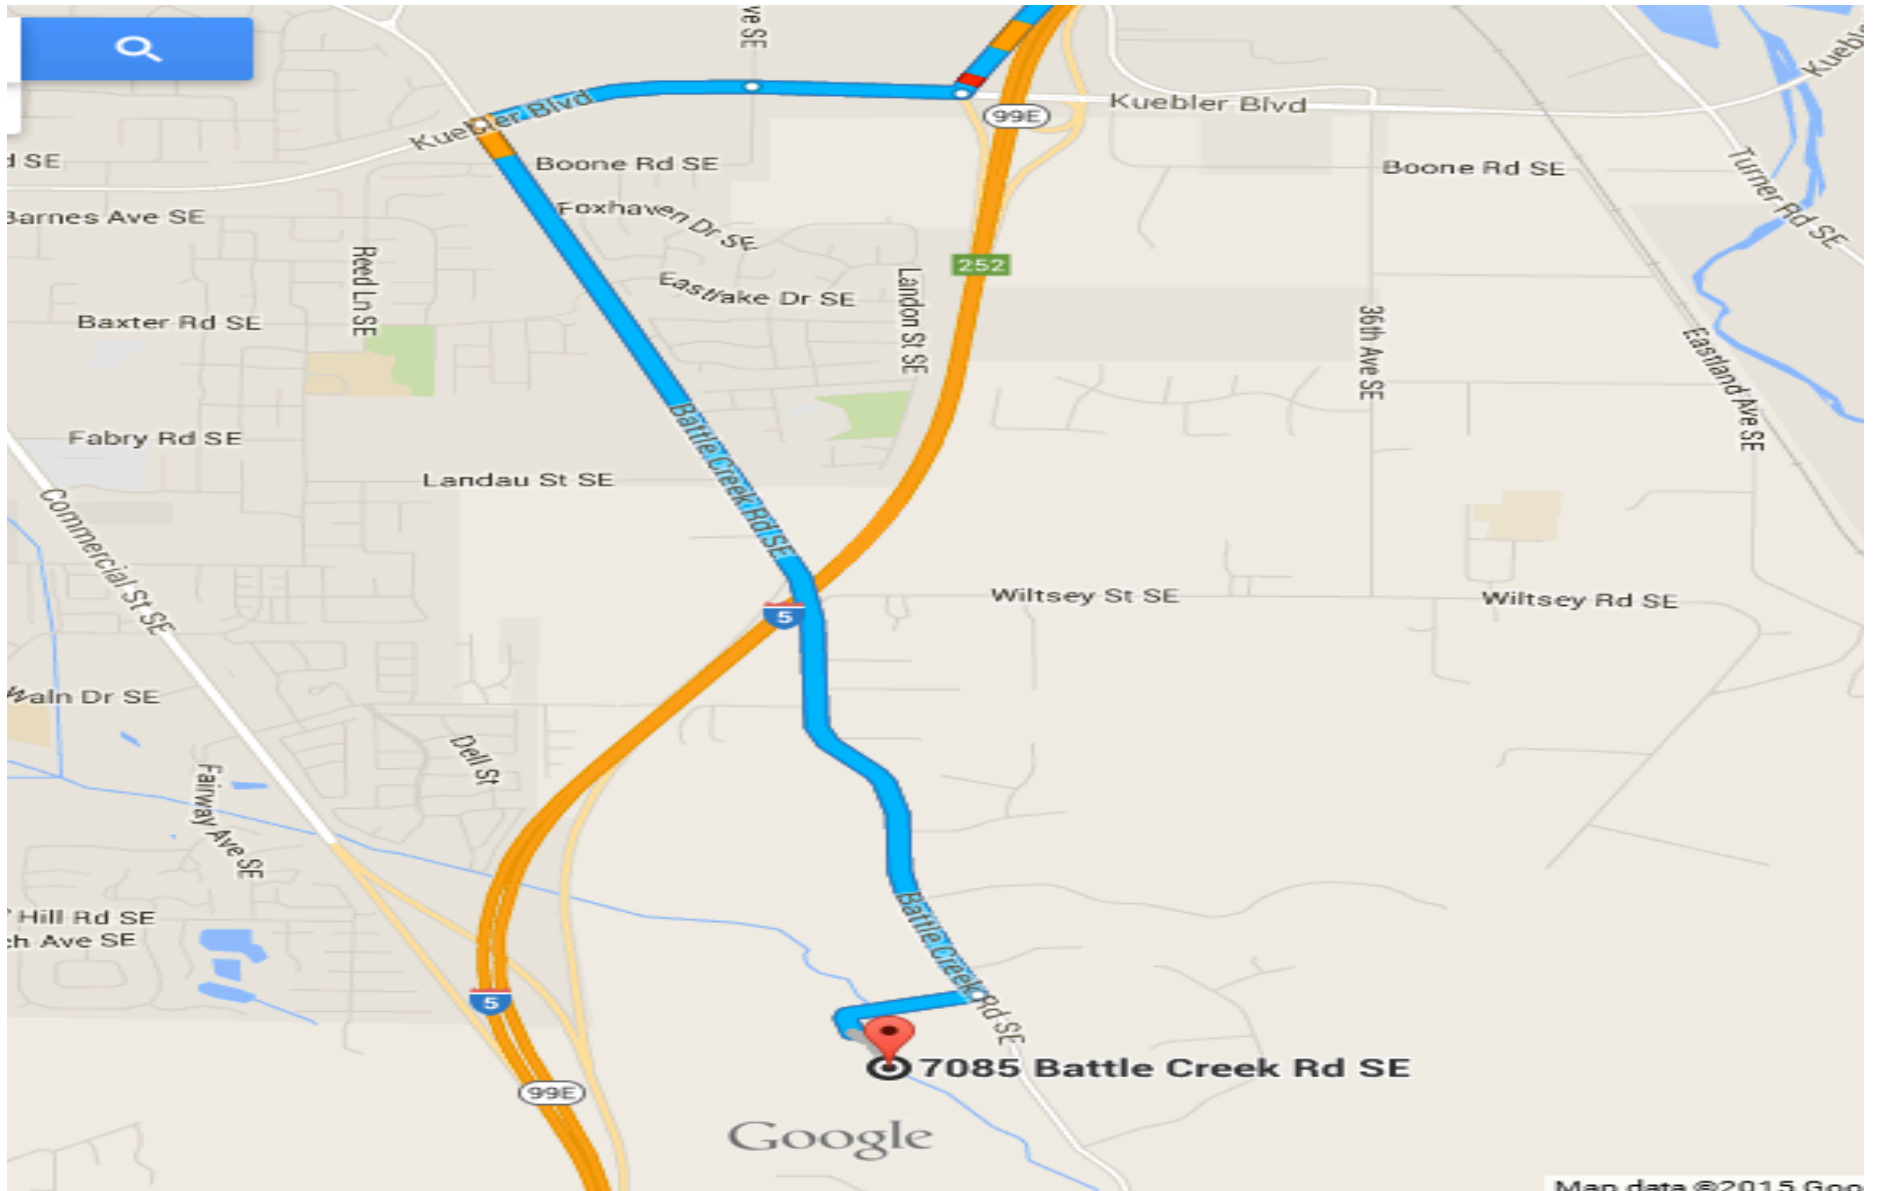 ve SE
Kuebler Blvd
Kuebler Blvd
99E
Kuebl
d SE
Boone Rd SE
Boone Rd SE
Turner Rd SE
Barnes Ave SE
Foxhaven Dr SE
Reed Ln SE
252
Eastlake Dr SE
Landon St SE
Baxter Rd SE
36th Ave SE
Eastland Ave SE
Fabry Rd SE
Battle Creek Rd SE
Landau St SE
Commercial St SE
Wiltsey St SE
Wiltsey Rd SE
5
Waln Dr SE
Dell St
Fairway Ave SE
Hill Rd SE
ch Ave SE
Battle Creek Rd SE
5
7085 Battle Creek Rd SE
99E
Google
Map data ©2015 Goo